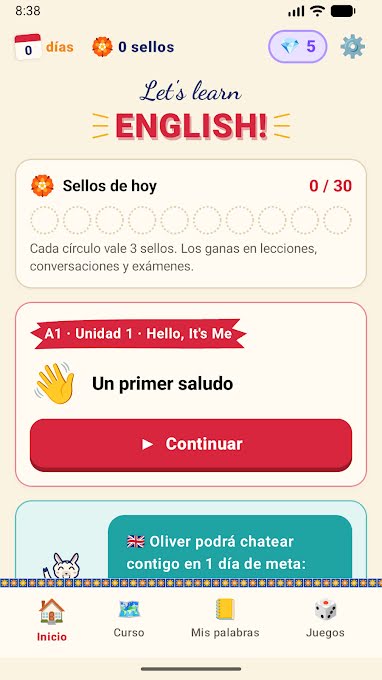 8:38
0 días
0 sellos
5
Let's learn
ENGLISH!
Sellos de hoy
0 / 30
Cada círculo vale 3 sellos. Los ganas en lecciones,
conversaciones y exámenes.
A1 · Unidad 1 · Hello, It's Me
Un primer saludo
Continuar
Oliver podrá chatear
contigo en 1 día de meta:
Inicio
Curso
Mis palabras
Juegos